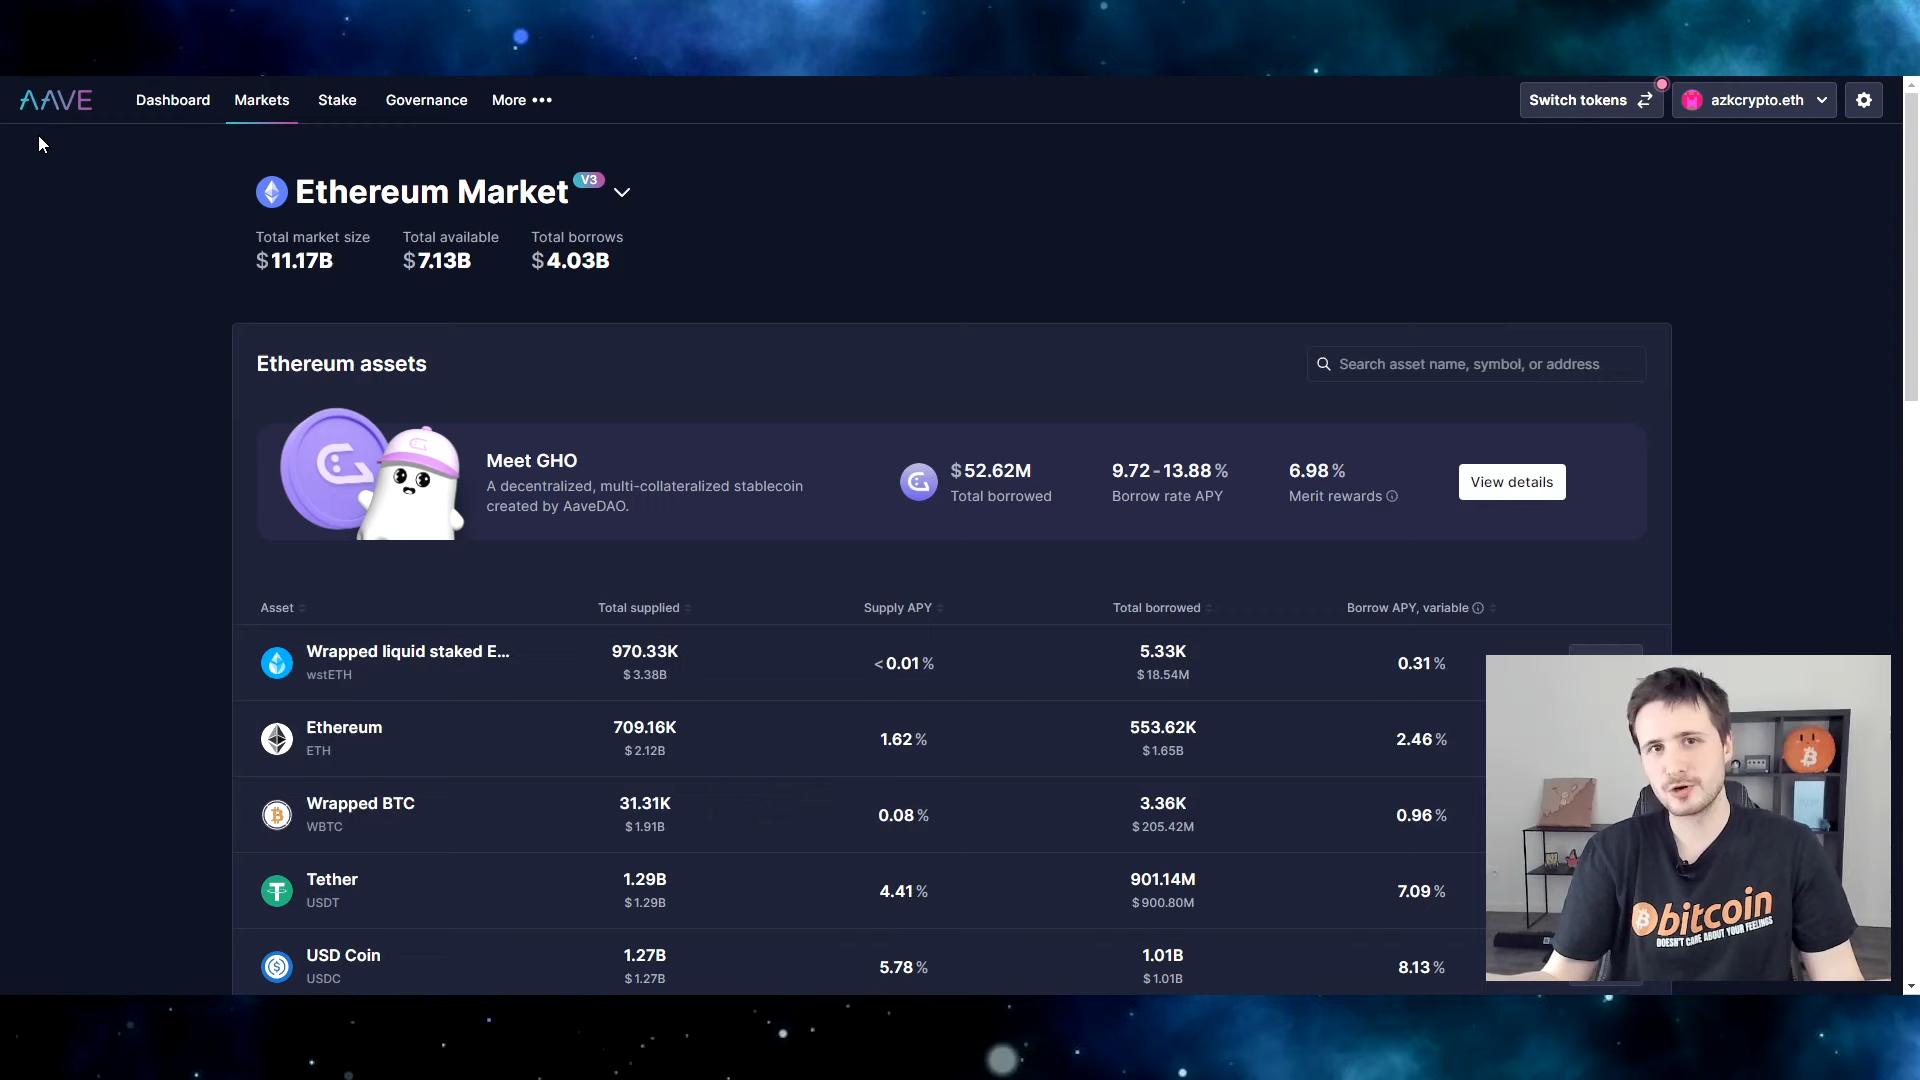 AAVE
Dashboard
Markets
Stake
Governance
More •••
Switch tokens
azkcrypto.eth
Ethereum Market
V3
Total market size
$11.17B
Total available
$7.13B
Total borrows
$4.03B
Ethereum assets
Search asset name, symbol, or address
Meet GHO
A decentralized, multi-collateralized stablecoin
created by AaveDAO.
$52.62M
Total borrowed
9.72-13.88%
Borrow rate APY
6.98%
Merit rewards
View details
Asset
Total supplied
Supply APY
Total borrowed
Borrow APY, variable
Wrapped liquid staked E...
wstETH
970.33K
$3.38B
<0.01%
5.33K
$18.54M
0.31%
Ethereum
ETH
709.16K
$2.12B
1.62%
553.62K
$1.65B
2.46%
Wrapped BTC
WBTC
31.31K
$1.91B
0.08%
3.36K
$205.42M
0.96%
Tether
USDT
1.29B
$1.29B
4.41%
901.14M
$900.80M
7.09%
USD Coin
USDC
1.27B
$1.27B
5.78%
1.01B
$1.01B
8.13%
bitcoin
DOESN'T CARE ABOUT YOUR FEELINGS